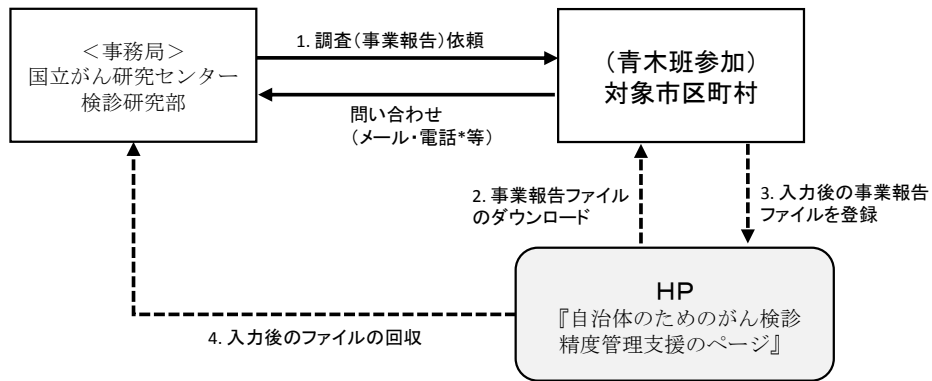 ＜事務局＞
国立がん研究センター
検診研究部
1. 調査（事業報告）依頼
問い合わせ
（メール・電話*等）
（青木班参加）
対象市区町村
2. 事業報告ファイル
のダウンロード
3. 入力後の事業報告
ファイルを登録
HP
『自治体のためのがん検診
精度管理支援のページ』
4. 入力後のファイルの回収